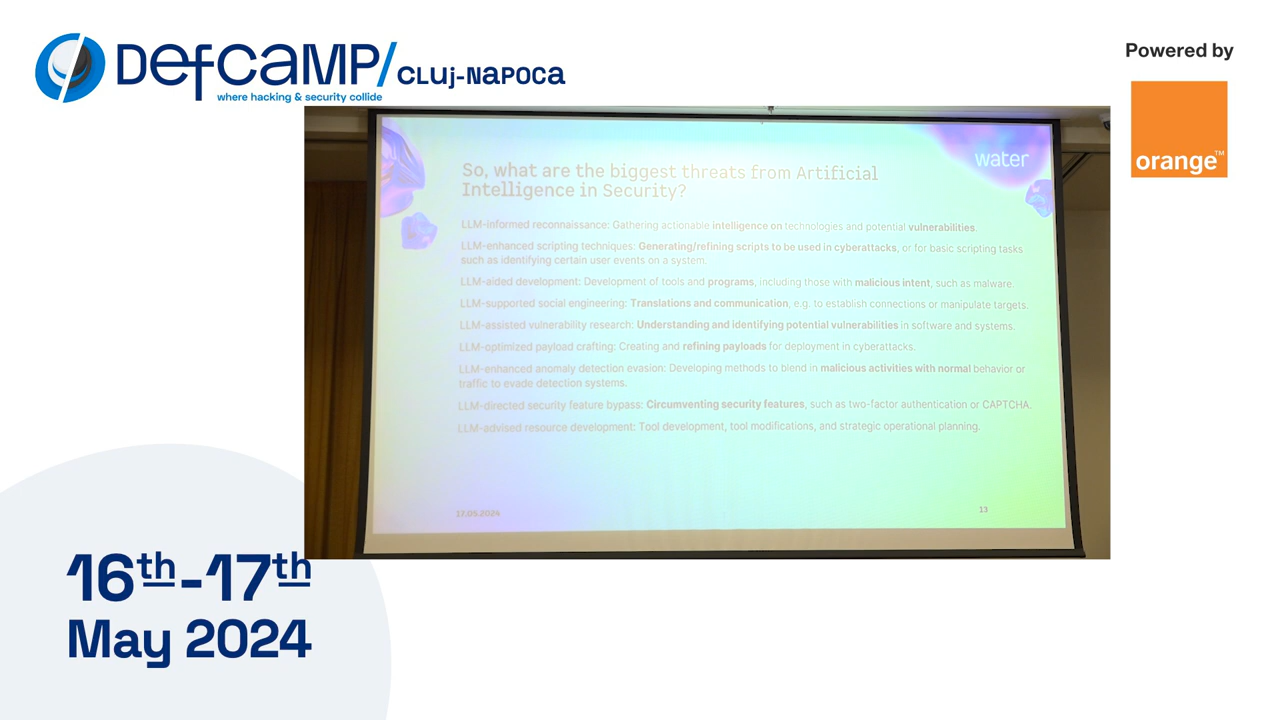 DefCamp/ Cluj-Napoca
where hacking & security collide
Powered by
orange™
water
So, what are the biggest threats from Artificial
Intelligence in Security?
LLM-informed reconnaissance: Gathering actionable intelligence on technologies and potential vulnerabilities.
LLM-enhanced scripting techniques: Generating/refining scripts to be used in cyberattacks, or for basic scripting tasks
such as identifying certain user events on a system.
LLM-aided development: Development of tools and programs, including those with malicious intent, such as malware.
LLM-supported social engineering: Translations and communication, e.g. to establish connections or manipulate targets.
LLM-assisted vulnerability research: Understanding and identifying potential vulnerabilities in software and systems.
LLM-optimized payload crafting: Creating and refining payloads for deployment in cyberattacks.
LLM-enhanced anomaly detection evasion: Developing methods to blend in malicious activities with normal behavior or
traffic to evade detection systems.
LLM-directed security feature bypass: Circumventing security features, such as two-factor authentication or CAPTCHA.
LLM-advised resource development: Tool development, tool modifications, and strategic operational planning.
17.05.2024
13
16th-17th
May 2024